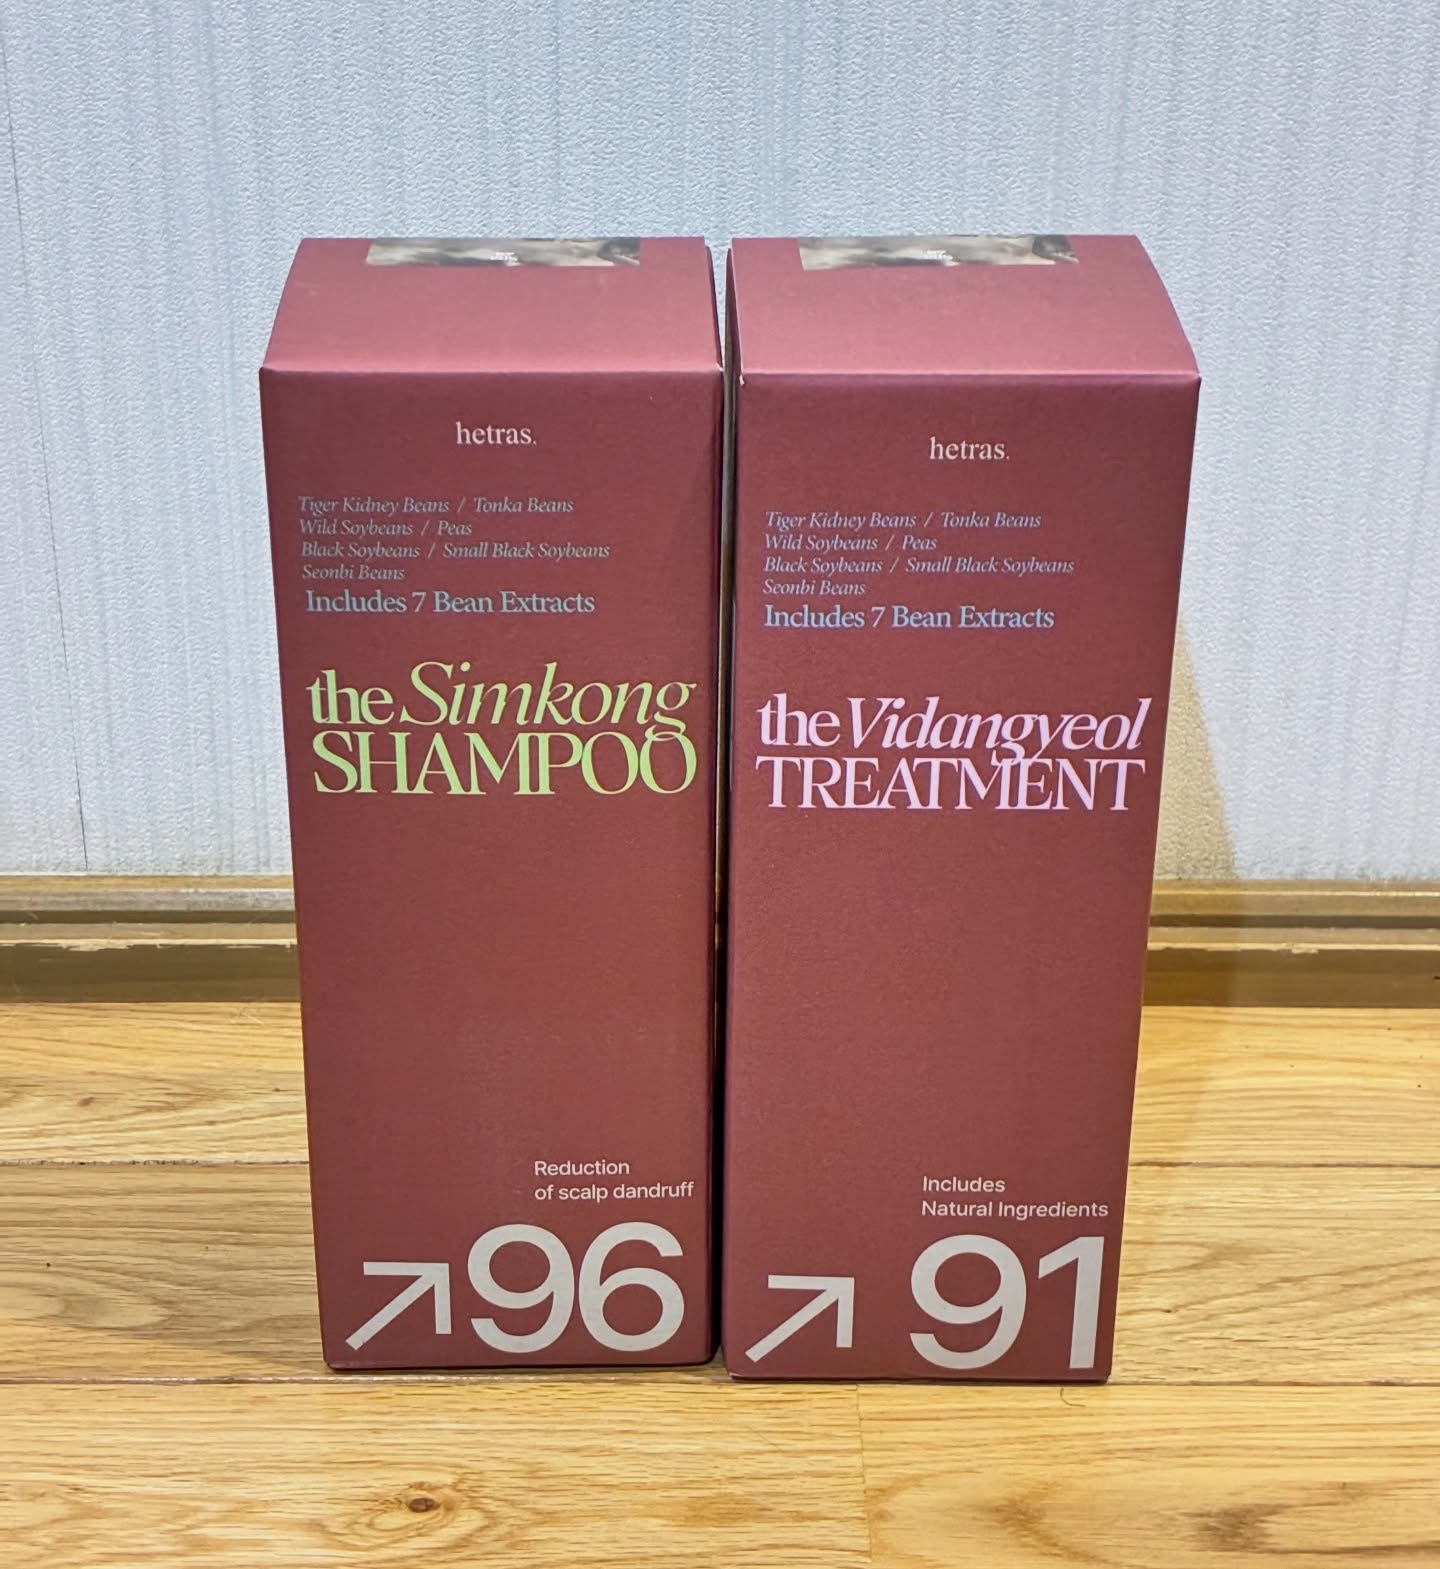 hetras.
Tiger Kidney Beans / Tonka Beans
Wild Soybeans / Peas
Black Soybeans / Small Black Soybeans
Seonbi Beans
Includes 7 Bean Extracts
the Simkong
SHAMPOO
Reduction
of scalp dandruff
↗96
hetras.
Tiger Kidney Beans / Tonka Beans
Wild Soybeans / Peas
Black Soybeans / Small Black Soybeans
Seonbi Beans
Includes 7 Bean Extracts
the Vidangyeol
TREATMENT
Includes
Natural Ingredients
↗91